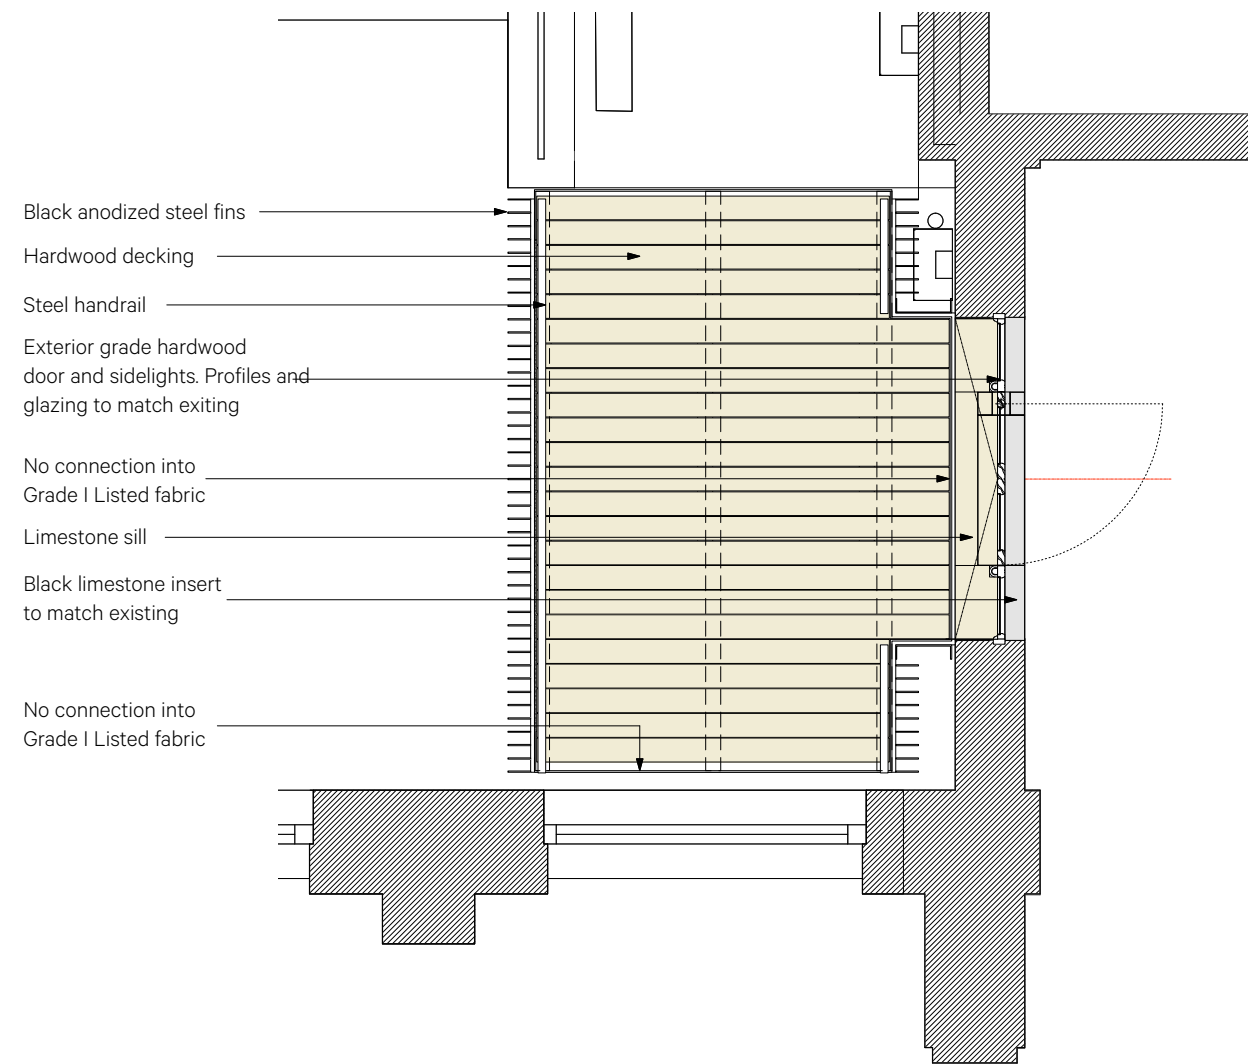 Black anodized steel fins
Hardwood decking
Steel handrail
Exterior grade hardwood
door and sidelights. Profiles and
glazing to match exiting
No connection into
Grade I Listed fabric
Limestone sill
Black limestone insert
to match existing
No connection into
Grade I Listed fabric